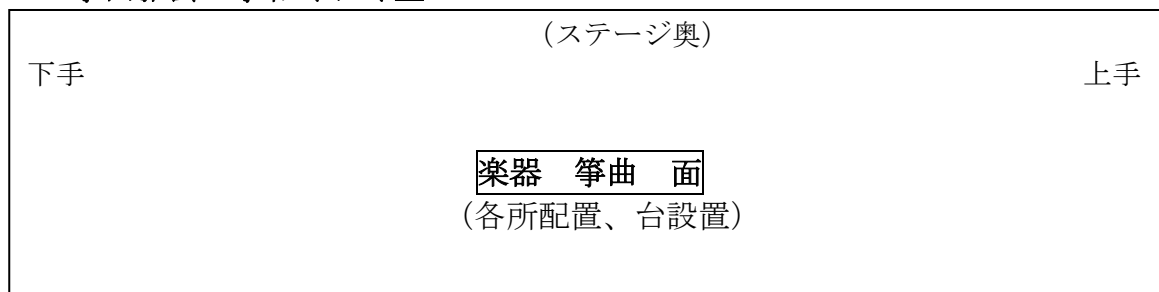 (ステージ奥)
下手 上手
楽器 箏曲 面
(各所配置、台設置)